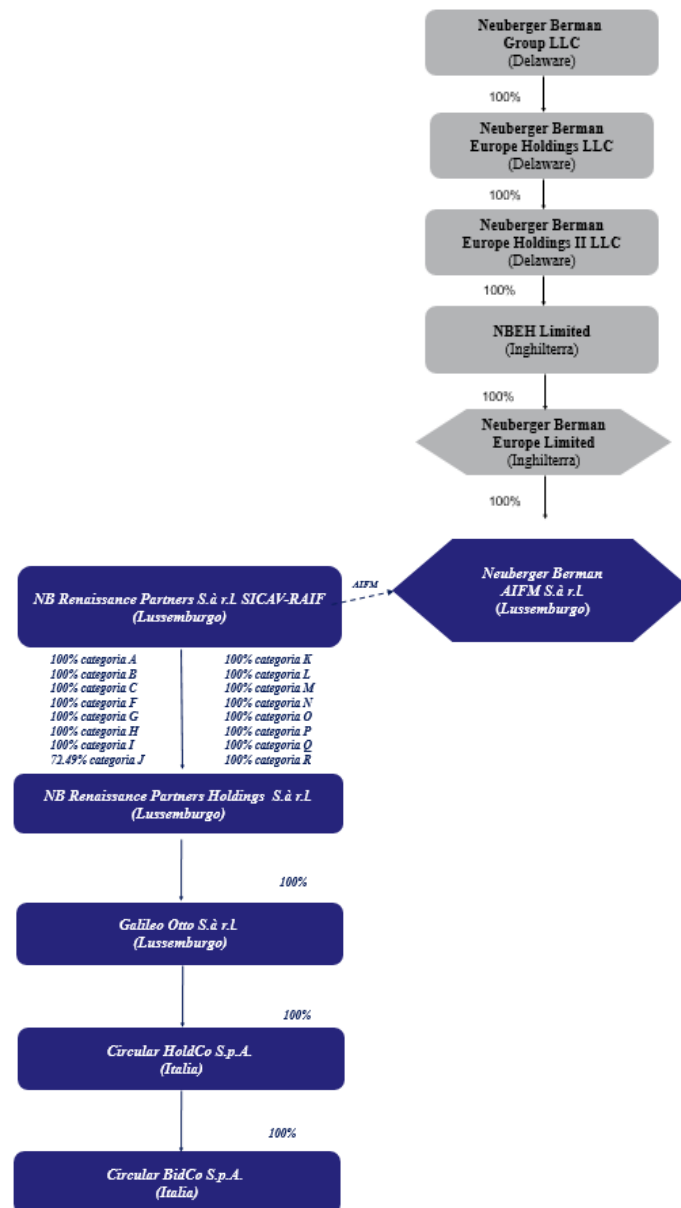 Neuberger Berman
Group LLC
(Delaware)
100%
Neuberger Berman
Europe Holdings LLC
(Delaware)
100%
Neuberger Berman
Europe Holdings II LLC
(Delaware)
100%
NBEH Limited
(Inghilterra)
100%
Neuberger Berman
Europe Limited
(Inghilterra)
100%
NB Renaissance Partners S.à r.l. SICAV-RAIF
(Lussemburgo)
AIFM
Neuberger Berman
AIFM S.à r.l.
(Lussemburgo)
100% categoria A
100% categoria B
100% categoria C
100% categoria F
100% categoria G
100% categoria H
100% categoria I
72.49% categoria J
100% categoria K
100% categoria L
100% categoria M
100% categoria N
100% categoria O
100% categoria P
100% categoria Q
100% categoria R
NB Renaissance Partners Holdings S.à r.l.
(Lussemburgo)
100%
Galileo Otto S.à r.l.
(Lussemburgo)
100%
Circular HoldCo S.p.A.
(Italia)
100%
Circular BidCo S.p.A.
(Italia)